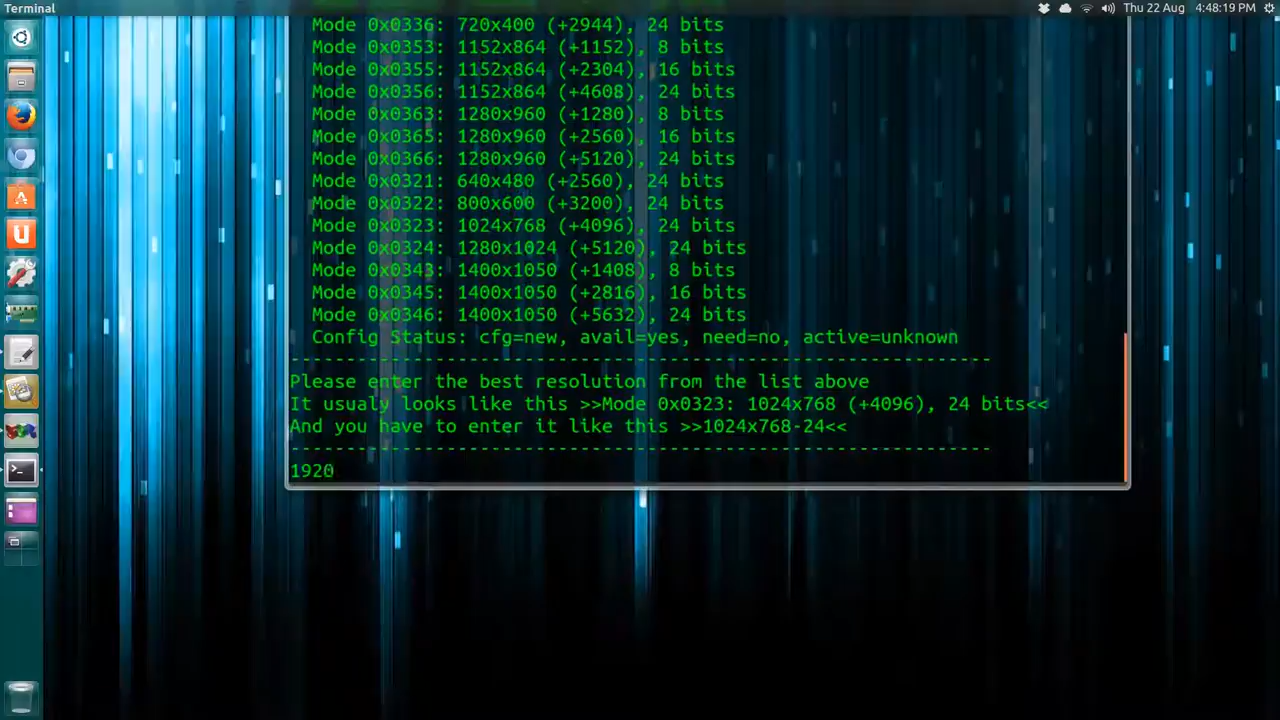 Terminal
Thu 22 Aug 4:48:19 PM
Mode 0x0336: 720x400 (+2944), 24 bits
Mode 0x0353: 1152x864 (+1152), 8 bits
Mode 0x0355: 1152x864 (+2304), 16 bits
Mode 0x0356: 1152x864 (+4608), 24 bits
Mode 0x0363: 1280x960 (+1280), 8 bits
Mode 0x0365: 1280x960 (+2560), 16 bits
Mode 0x0366: 1280x960 (+5120), 24 bits
Mode 0x0321: 640x480 (+2560), 24 bits
Mode 0x0322: 800x600 (+3200), 24 bits
Mode 0x0323: 1024x768 (+4096), 24 bits
Mode 0x0324: 1280x1024 (+5120), 24 bits
Mode 0x0343: 1400x1050 (+1408), 8 bits
Mode 0x0345: 1400x1050 (+2816), 16 bits
Mode 0x0346: 1400x1050 (+5632), 24 bits
Config Status: cfg=new, avail=yes, need=no, active=unknown
---------------------------------------------------------------
Please enter the best resolution from the list above
It usualy looks like this >>Mode 0x0323: 1024x768 (+4096), 24 bits<<
And you have to enter it like this >>1024x768-24<<
---------------------------------------------------------------
1920